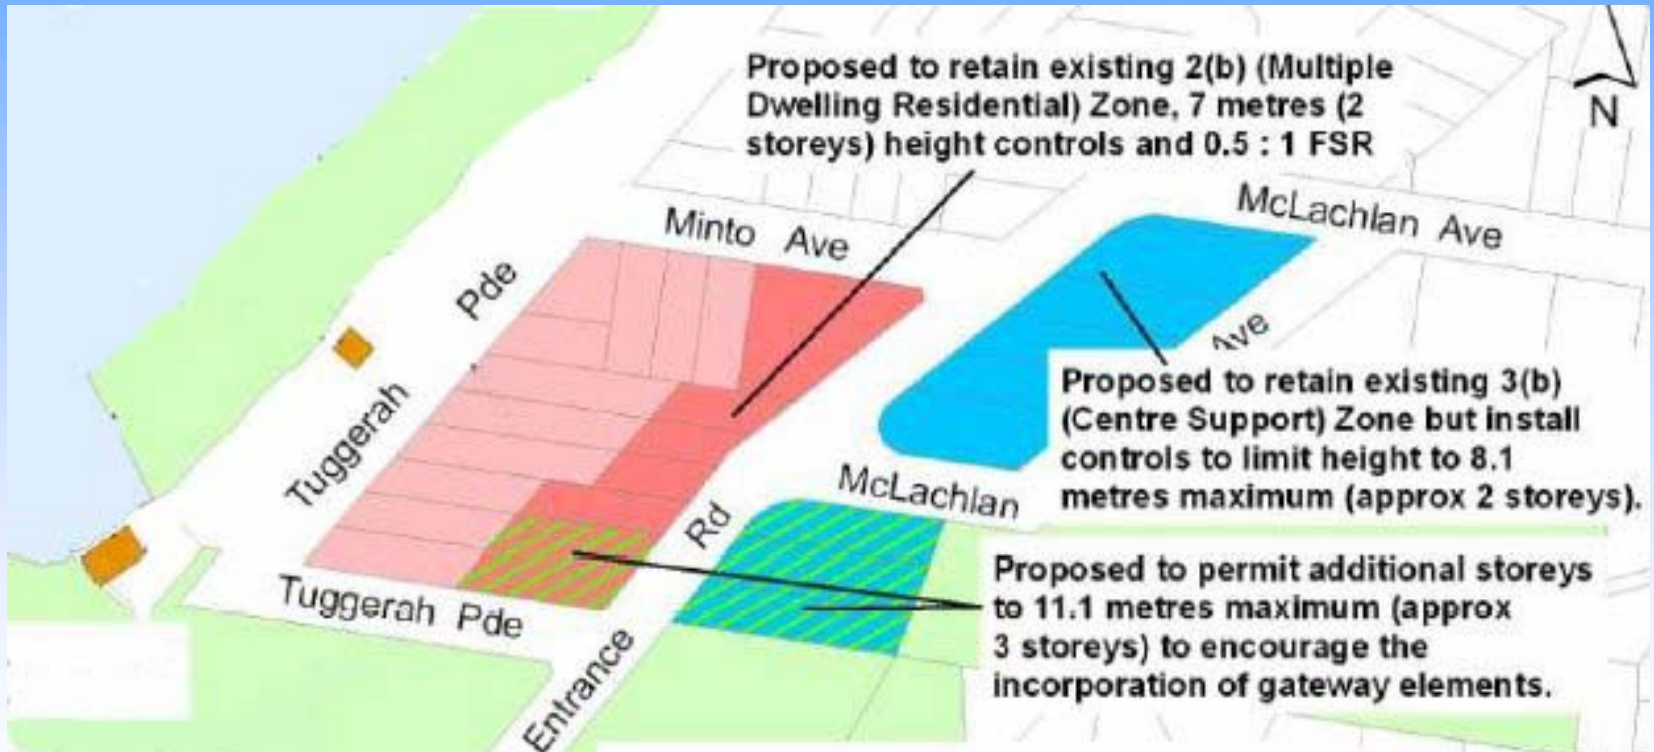 Proposed to retain existing 2(b) (Multiple
Dwelling Residential) Zone, 7 metres (2
storeys) height controls and 0.5 : 1 FSR
N
McLachlan Ave
Minto Ave
Tuggerah Pde
Ave
Proposed to retain existing 3(b)
(Centre Support) Zone but install
controls to limit height to 8.1
metres maximum (approx 2 storeys).
McLachlan
Entrance Rd
Proposed to permit additional storeys
to 11.1 metres maximum (approx
3 storeys) to encourage the
incorporation of gateway elements.
Tuggerah Pde